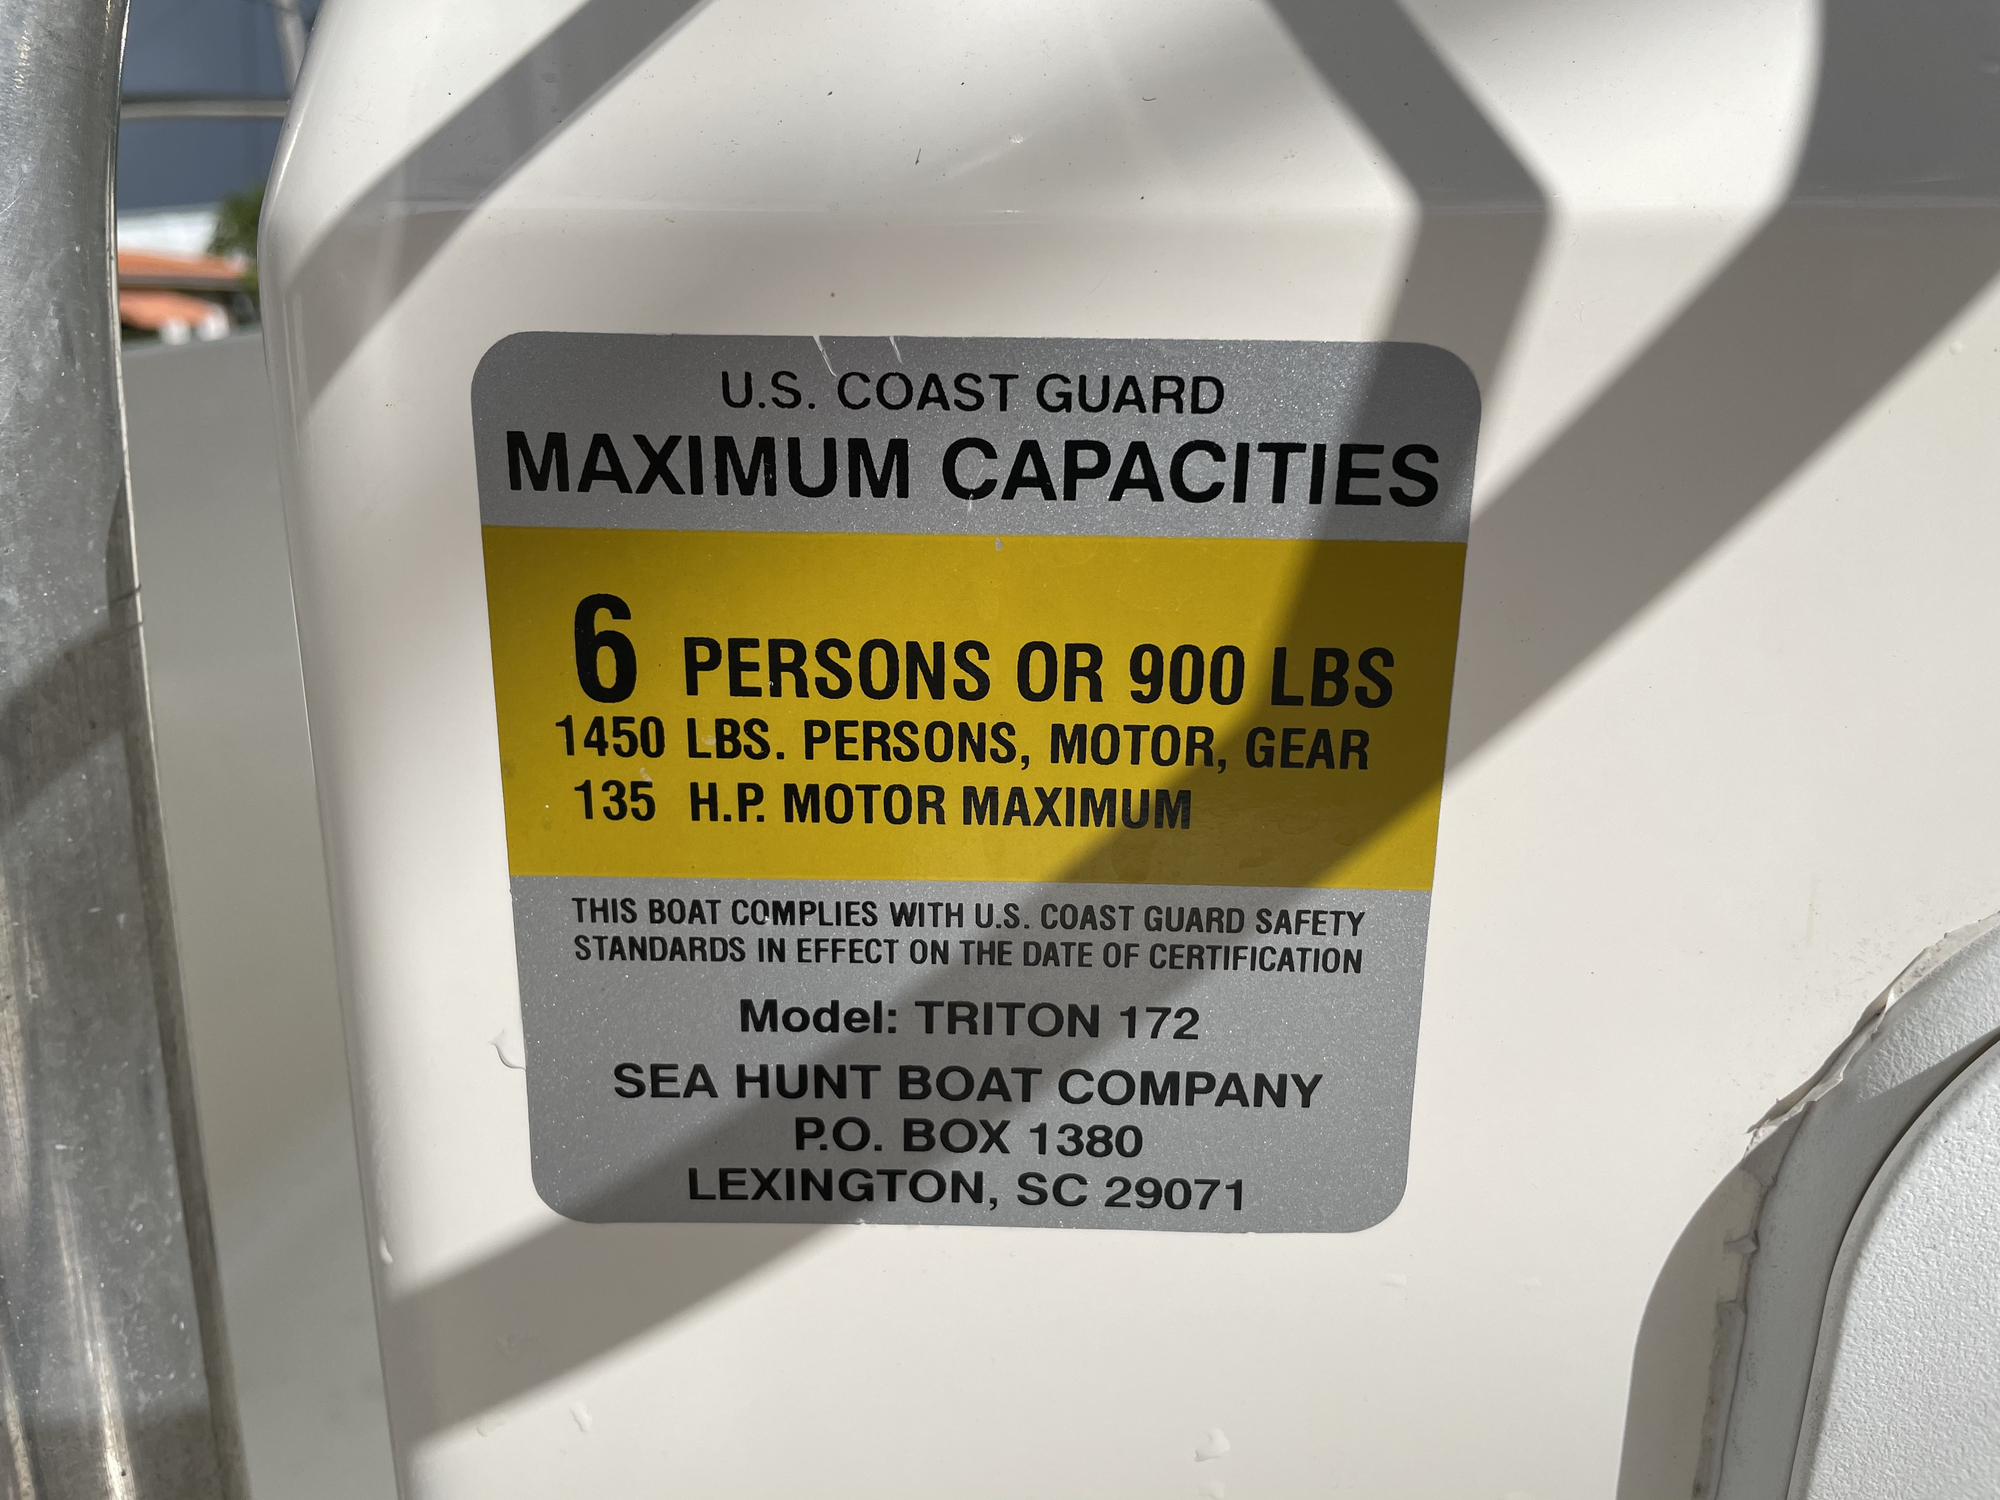 U.S. COAST GUARD
MAXIMUM CAPACITIES
6 PERSONS OR 900 LBS
1450 LBS. PERSONS, MOTOR, GEAR
135 H.P. MOTOR MAXIMUM
THIS BOAT COMPLIES WITH U.S. COAST GUARD SAFETY
STANDARDS IN EFFECT ON THE DATE OF CERTIFICATION
Model: TRITON 172
SEA HUNT BOAT COMPANY
P.O. BOX 1380
LEXINGTON, SC 29071